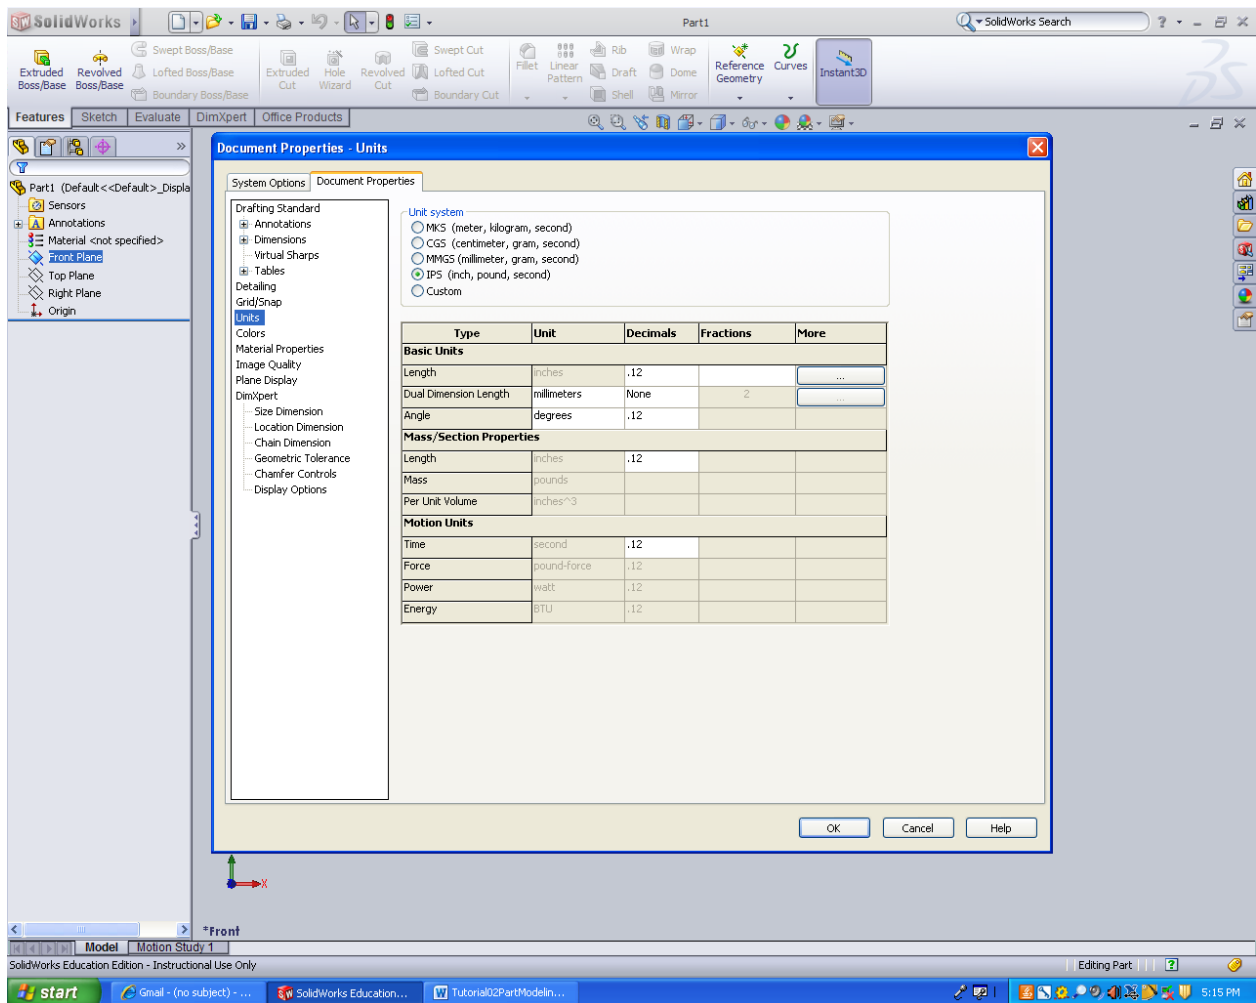 SolidWorks
Part1
SolidWorks Search
Extruded Boss/Base
Revolved Boss/Base
Swept Boss/Base
Lofted Boss/Base
Boundary Boss/Base
Extruded Cut
Hole Wizard
Revolved Cut
Swept Cut
Lofted Cut
Boundary Cut
Fillet
Linear Pattern
Rib
Draft
Shell
Wrap
Dome
Mirror
Reference Geometry
Curves
Instant3D
Features
Sketch
Evaluate
DimXpert
Office Products
Part1 (Default<<Default>_Displa
Sensors
Annotations
Material <not specified>
Front Plane
Top Plane
Right Plane
Origin
Document Properties - Units
System Options
Document Properties
Drafting Standard
Annotations
Dimensions
Virtual Sharps
Tables
Detailing
Grid/Snap
Units
Colors
Material Properties
Image Quality
Plane Display
DimXpert
Size Dimension
Location Dimension
Chain Dimension
Geometric Tolerance
Chamfer Controls
Display Options
Unit system
MKS (meter, kilogram, second)
CGS (centimeter, gram, second)
MMGS (millimeter, gram, second)
IPS (inch, pound, second)
Custom
Type Unit Decimals Fractions More
Basic Units
Length inches .12 ...
Dual Dimension Length millimeters None 2 ...
Angle degrees .12
Mass/Section Properties
Length inches .12
Mass pounds
Per Unit Volume inches^3
Motion Units
Time second .12
Force pound-force .12
Power watt .12
Energy BTU .12
OK
Cancel
Help
X
*Front
Model
Motion Study 1
SolidWorks Education Edition - Instructional Use Only
Editing Part
start
Gmail - (no subject) - ...
SolidWorks Education...
Tutorial02PartModelin...
5:15 PM